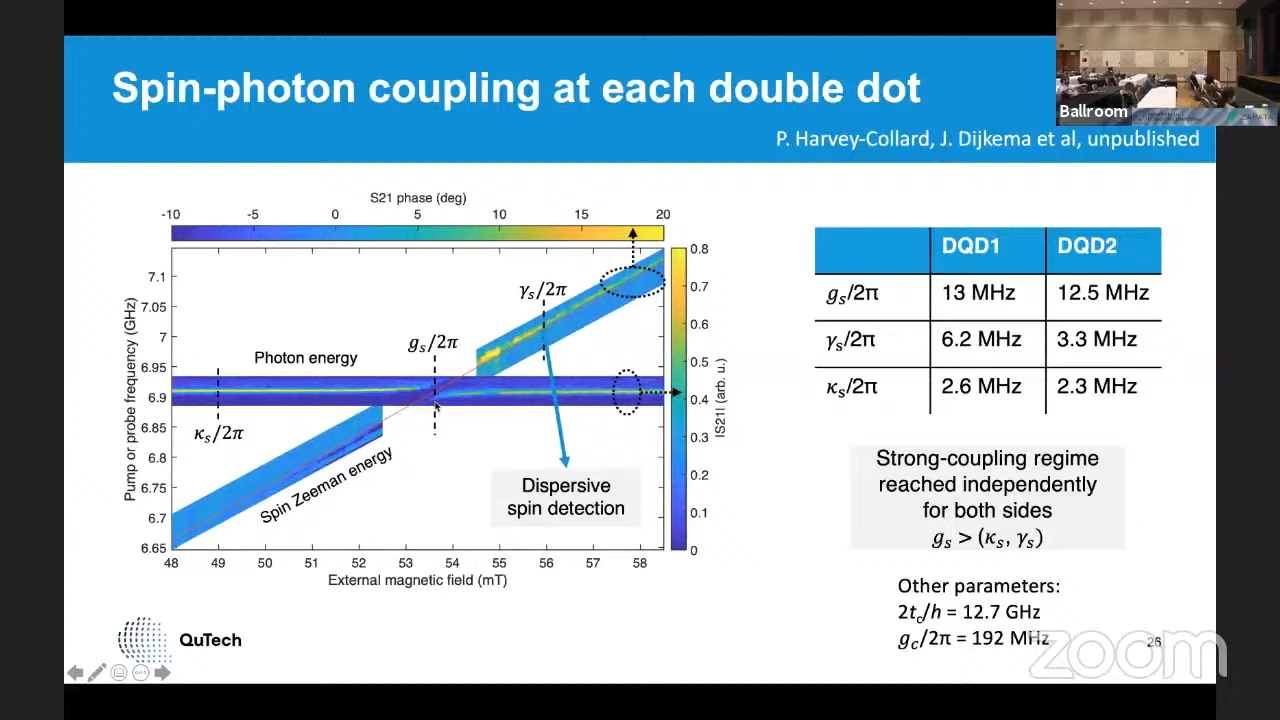 Spin-photon coupling at each double dot
P. Harvey-Collard, J. Dijkema et al, unpublished
Ballroom
ZAPATA
S21 phase (deg)
-10 -5 0 5 10 15 20
Pump or probe frequency (GHz)
7.1
7.05
7
6.95
6.9
6.85
6.8
6.75
6.7
6.65
Photon energy
κₛ/2π
gₛ/2π
γₛ/2π
Spin Zeeman energy
Dispersive
spin detection
48 49 50 51 52 53 54 55 56 57 58
External magnetic field (mT)
0.8
0.7
0.6
0.5
0.4
0.3
0.2
0.1
0
|S21| (arb. u.)
DQD1 DQD2
gₛ/2π 13 MHz 12.5 MHz
γₛ/2π 6.2 MHz 3.3 MHz
κₛ/2π 2.6 MHz 2.3 MHz
Strong-coupling regime
reached independently
for both sides
gₛ > (κₛ, γₛ)
Other parameters:
2t_c/h = 12.7 GHz
g_c/2π = 192 MHz
QuTech
26
zoom